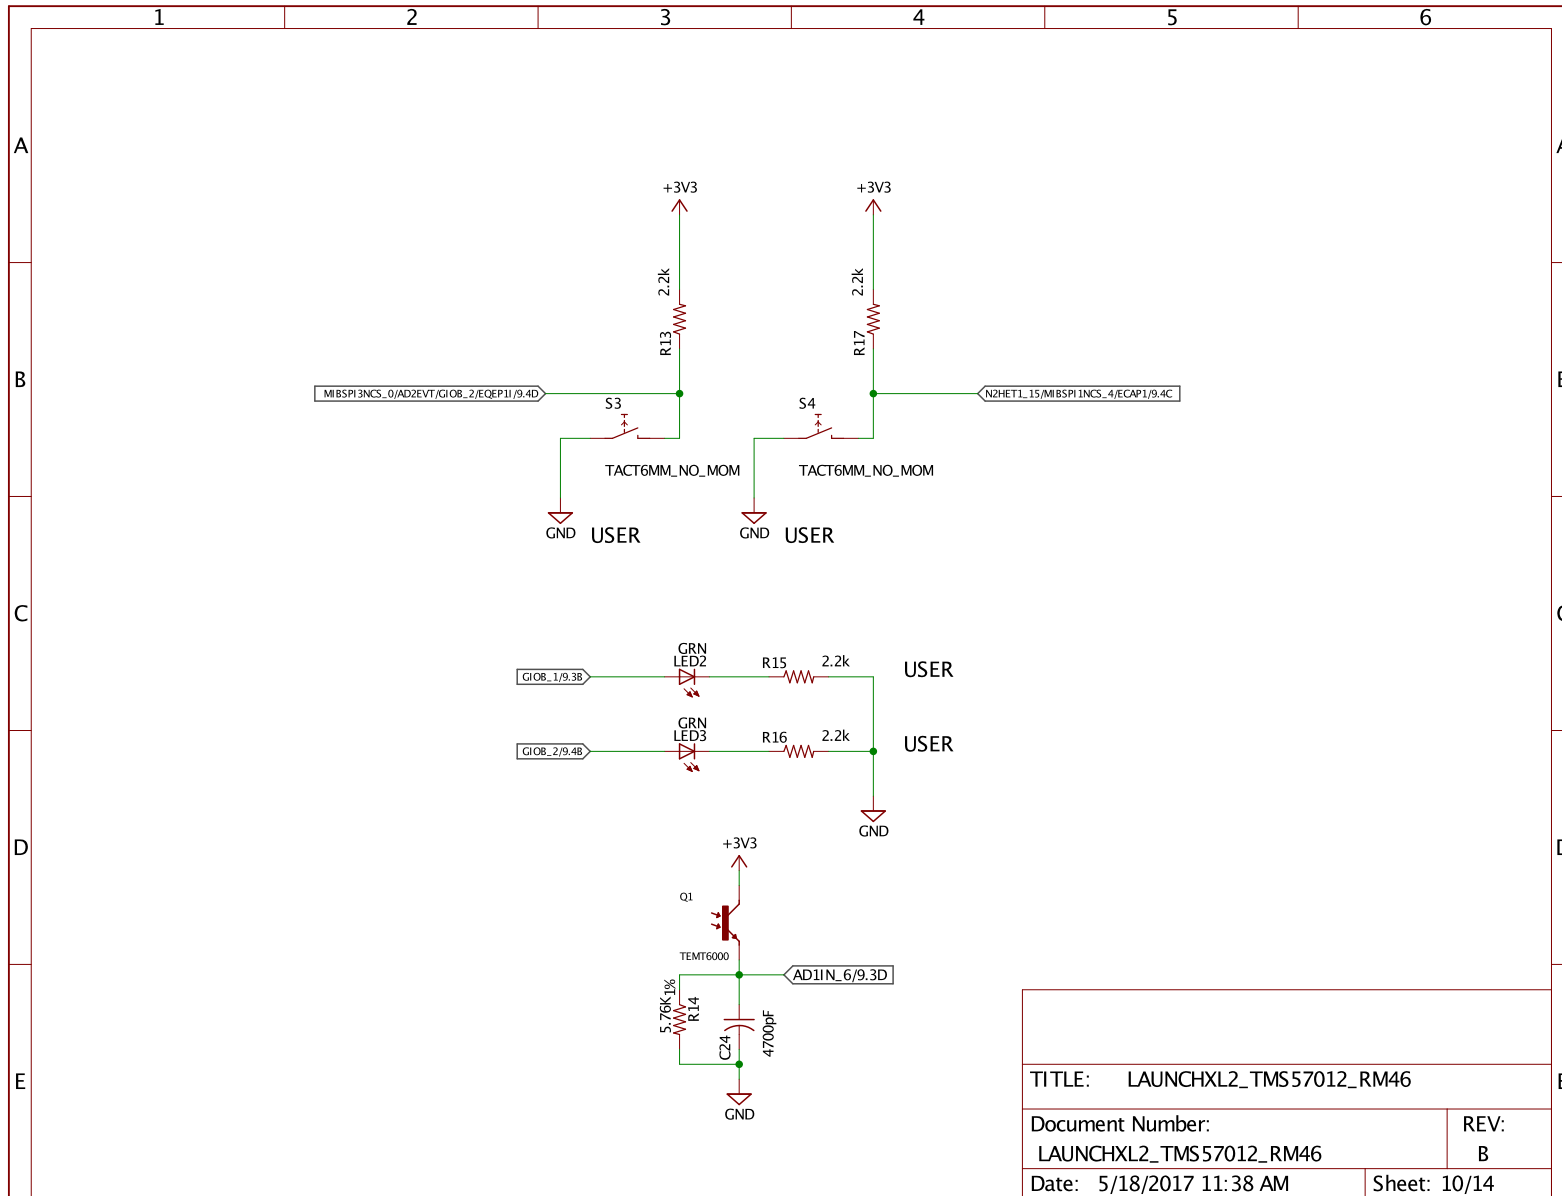 1 2 3 4 5 6
A A
+3V3 +3V3
2.2k 2.2k
R13 R17
B B
MIBSPI3NCS_0/AD2EVT/GIOB_2/EQEP1I/9.4D N2HET1_15/MIBSPI1NCS_4/ECAP1/9.4C
S3 S4
TACT6MM_NO_MOM TACT6MM_NO_MOM
GND USER GND USER
C C
GRN
LED2 R15 2.2k USER
GIOB_1/9.3B
GRN
LED3 R16 2.2k USER
GIOB_2/9.4B
GND
D D
+3V3
Q1
TEMT6000
AD1IN_6/9.3D
5.76K 1%
R14
C24
4700pF
E E
GND
TITLE: LAUNCHXL2_TMS57012_RM46
Document Number: REV:
LAUNCHXL2_TMS57012_RM46 B
Date: 5/18/2017 11:38 AM Sheet: 10/14